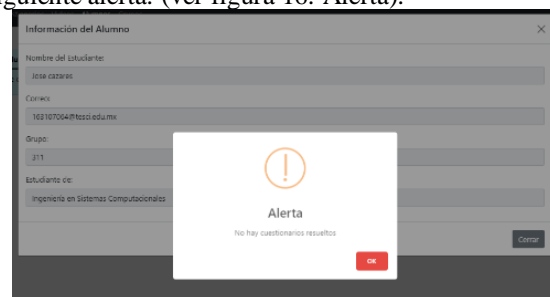 siguiente alerta. (ver figura 18. Alerta).
Información del Alumno
Nombre del Estudiante:
Jose cazares
Correo:
163107064@tesci.edu.mx
Grupo:
311
Estudiante de:
Ingeniería en Sistemas Computacionales
Alerta
No hay cuestionarios resueltos
OK
Cerrar